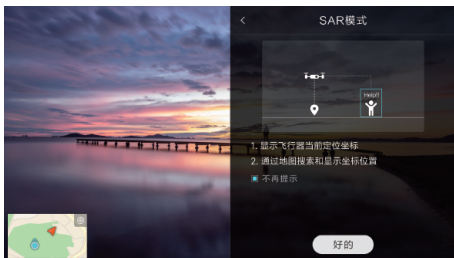 SAR模式
Help!!
1. 显示飞行器当前定位坐标
2. 通过地图搜索和显示坐标位置
不再提示
好的